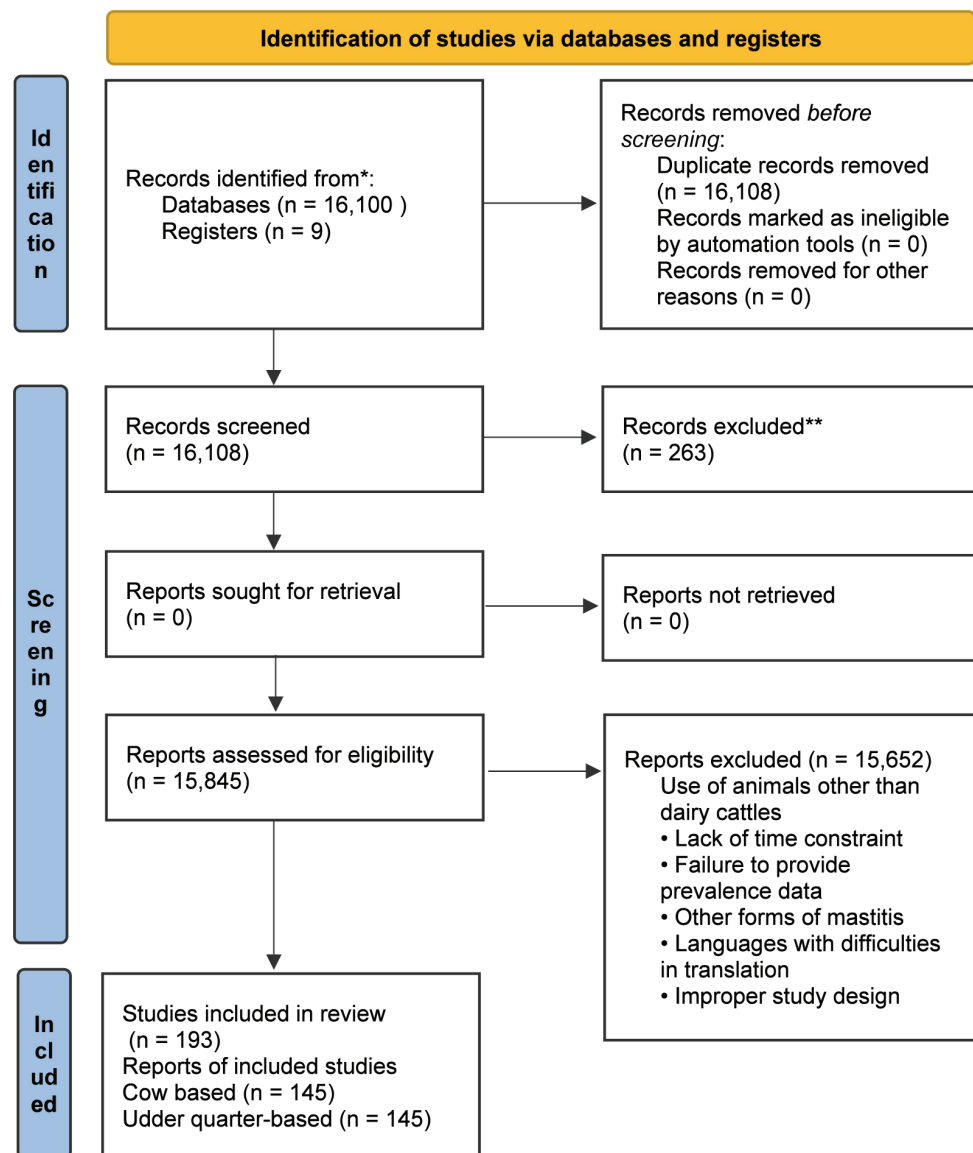 Identification of studies via databases and registers
Id
en
tifi
ca
tio
n
Records identified from*:
Databases (n = 16,100 )
Registers (n = 9)
Records removed before
screening:
Duplicate records removed
(n = 16,108)
Records marked as ineligible
by automation tools (n = 0)
Records removed for other
reasons (n = 0)
Sc
re
en
in
g
Records screened
(n = 16,108)
Records excluded**
(n = 263)
Reports sought for retrieval
(n = 0)
Reports not retrieved
(n = 0)
Reports assessed for eligibility
(n = 15,845)
Reports excluded (n = 15,652)
Use of animals other than
dairy cattles
• Lack of time constraint
• Failure to provide
prevalence data
• Other forms of mastitis
• Languages with difficulties
in translation
• Improper study design
In
cl
ud
ed
Studies included in review
(n = 193)
Reports of included studies
Cow based (n = 145)
Udder quarter-based (n = 145)